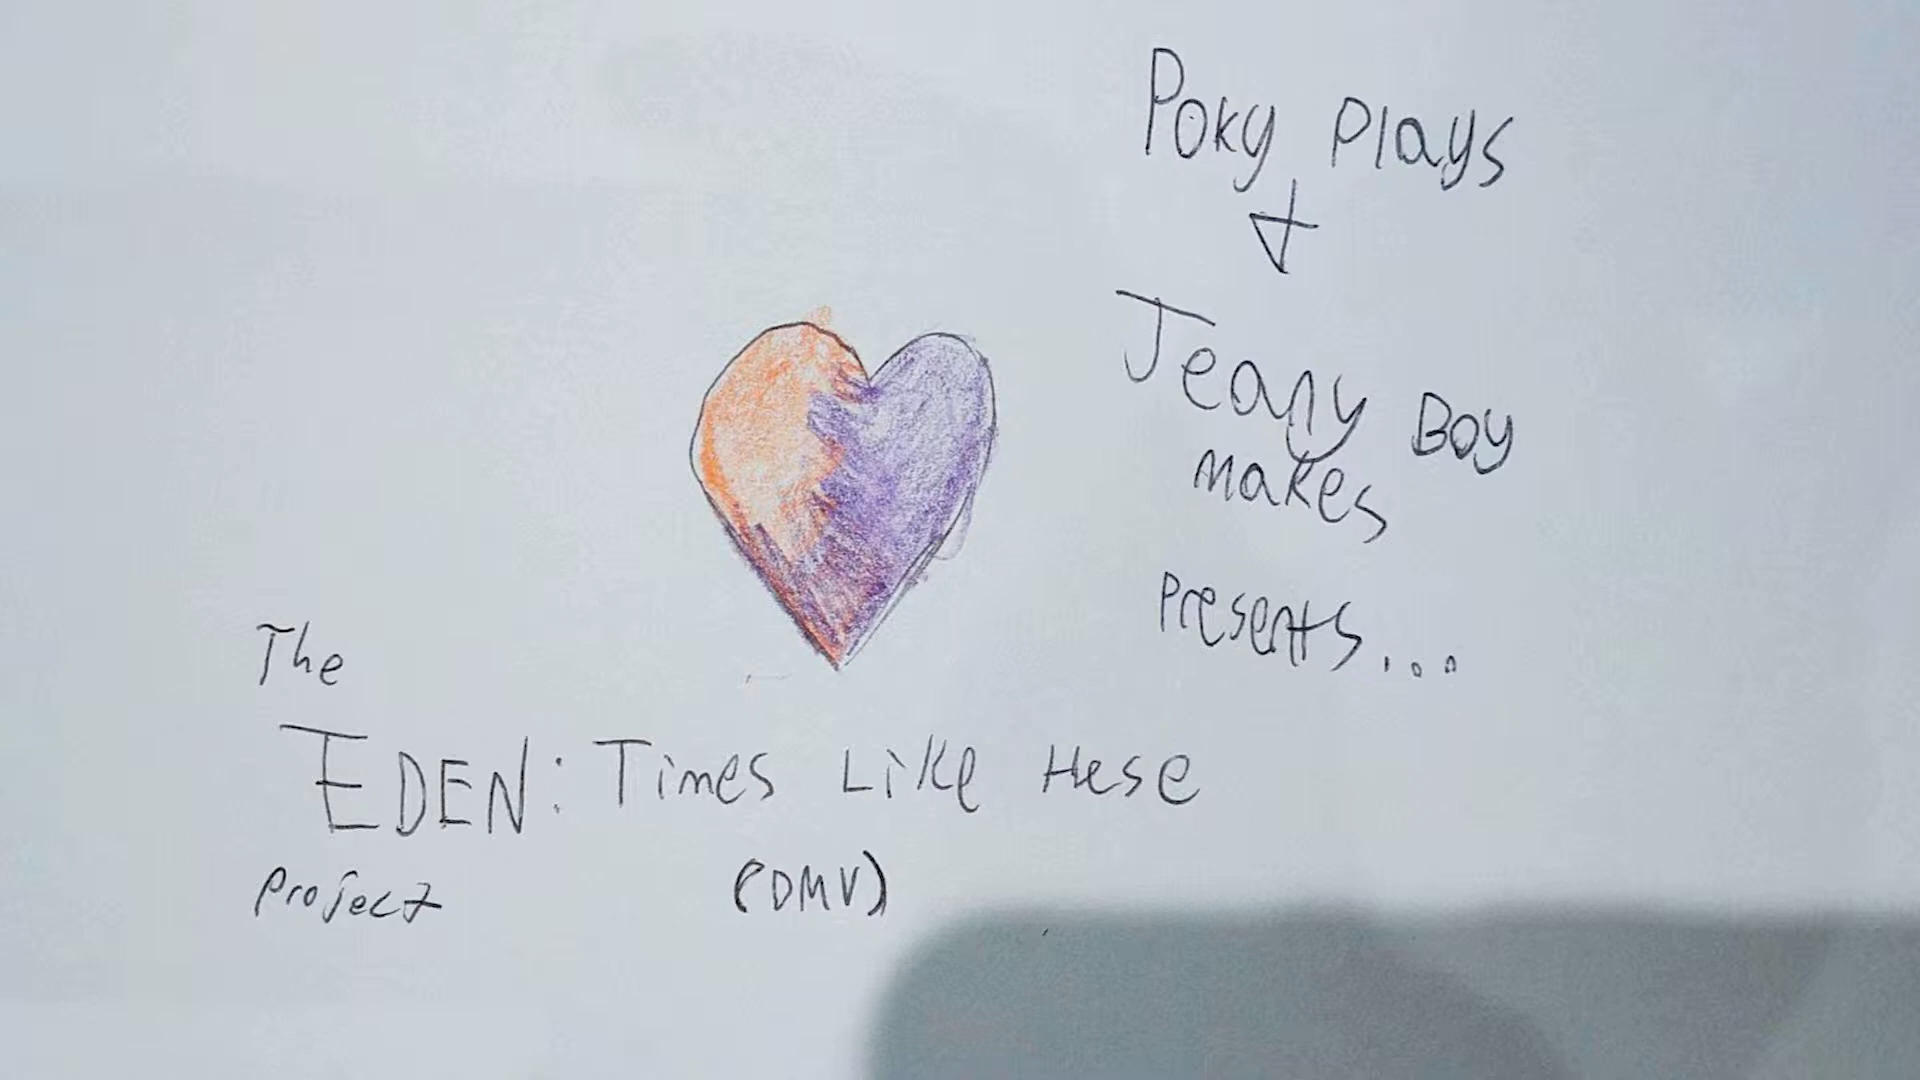 Poky Plays
+
Jeany Boy
makes
Presents...
The
EDEN: Times Like these
Project
(DMV)